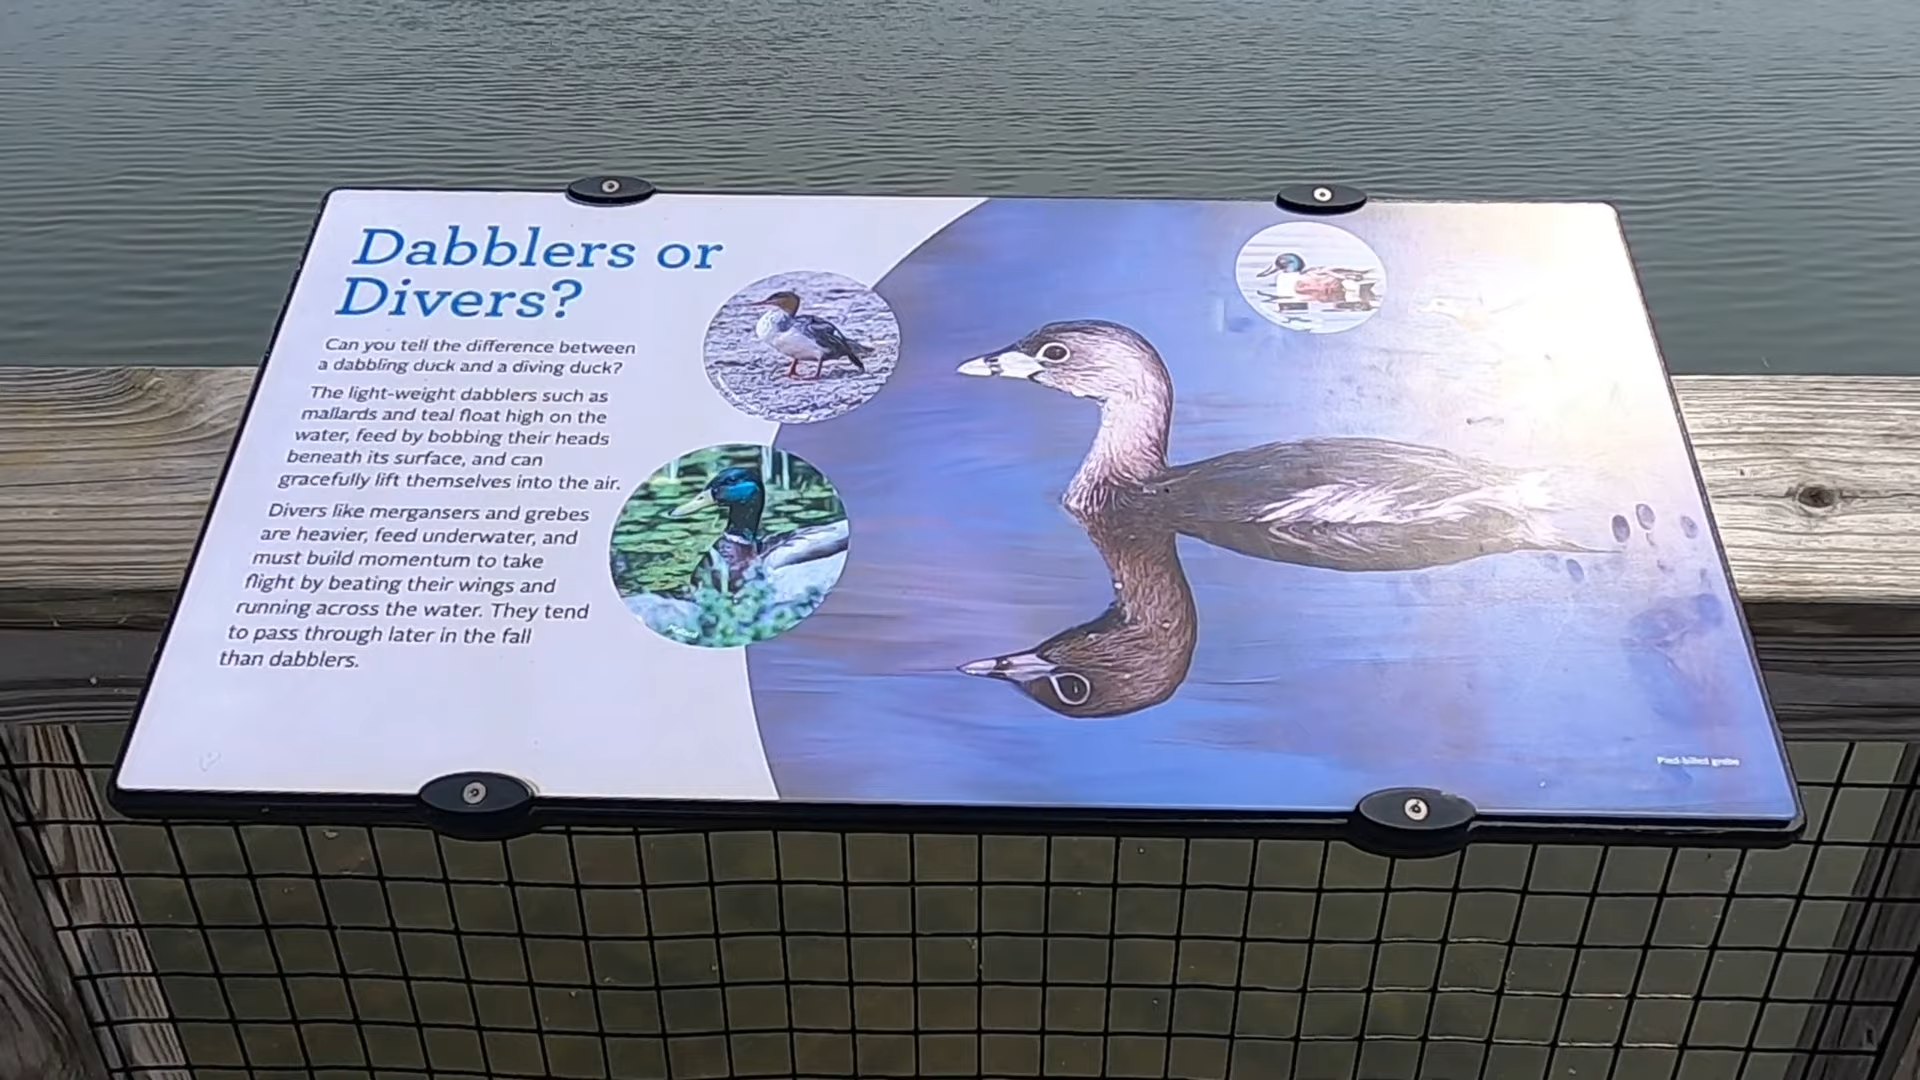 Dabblers or
Divers?
Can you tell the difference between
a dabbling duck and a diving duck?
The light-weight dabblers such as
mallards and teal float high on the
water, feed by bobbing their heads
beneath its surface, and can
gracefully lift themselves into the air.
Divers like mergansers and grebes
are heavier, feed underwater, and
must build momentum to take
flight by beating their wings and
running across the water. They tend
to pass through later in the fall
than dabblers.
Mallard
Pied-billed grebe